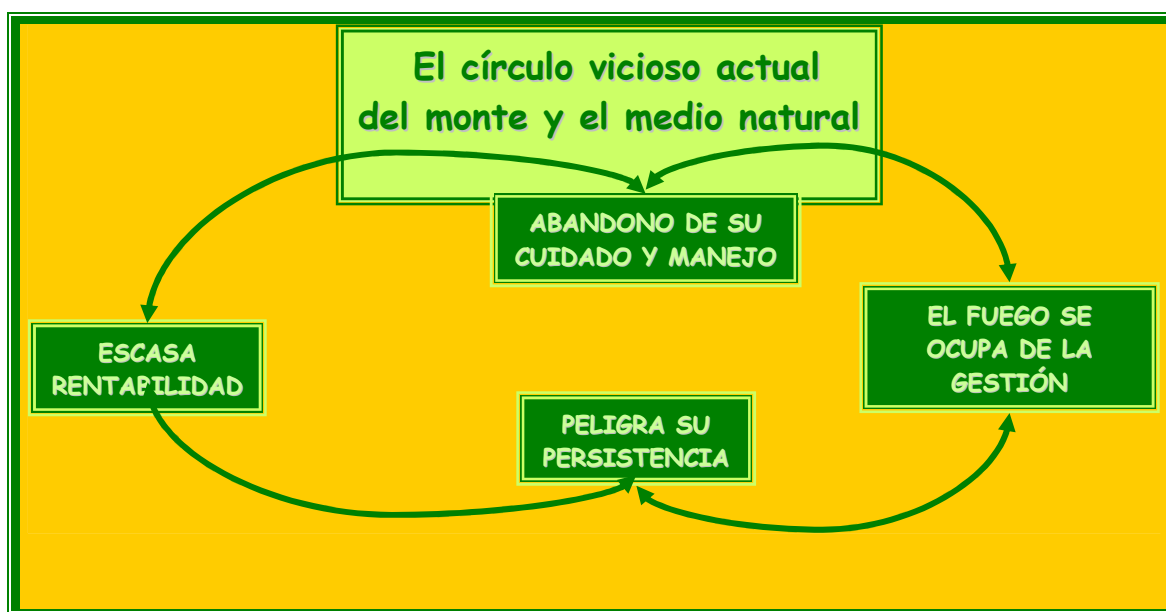 El círculo vicioso actual
del monte y el medio natural
ABANDONO DE SU
CUIDADO Y MANEJO
EL FUEGO SE
OCUPA DE LA
GESTIÓN
ESCASA
RENTABILIDAD
PELIGRA SU
PERSISTENCIA